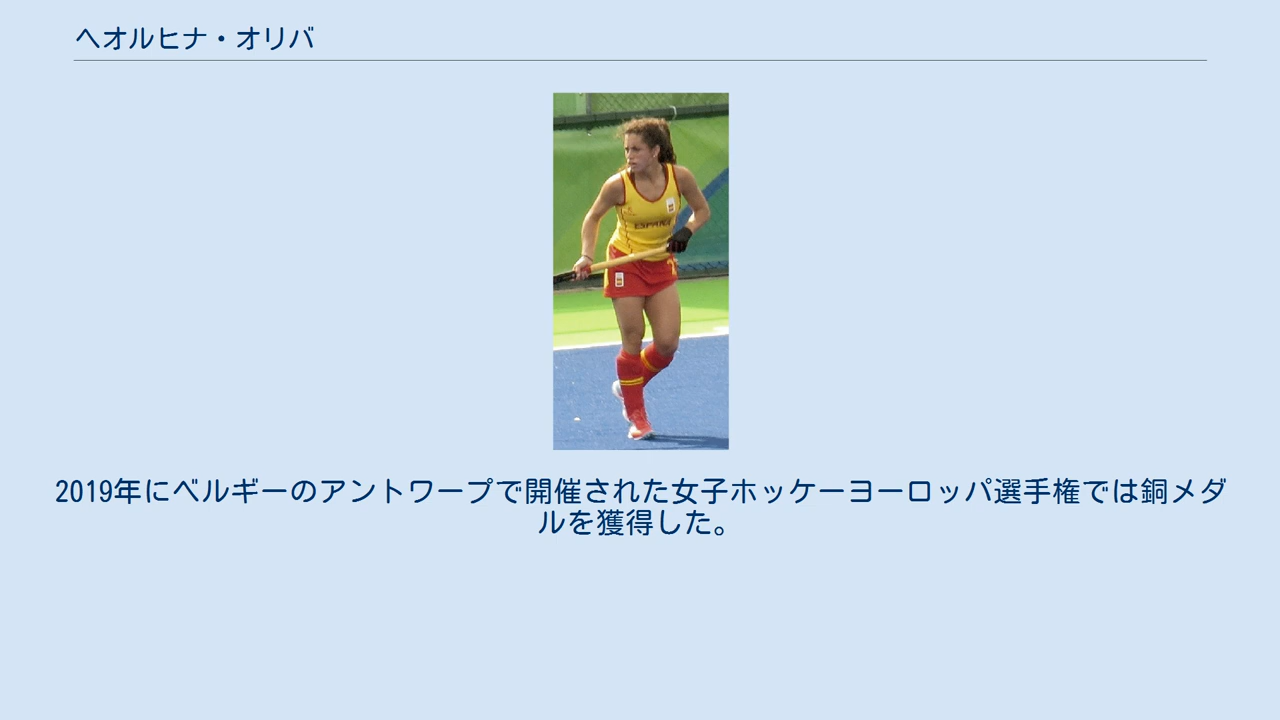 ヘオルヒナ・オリバ
ESPAÑA
2019年にベルギーのアントワープで開催された女子ホッケーヨーロッパ選手権では銅メダ
ルを獲得した。